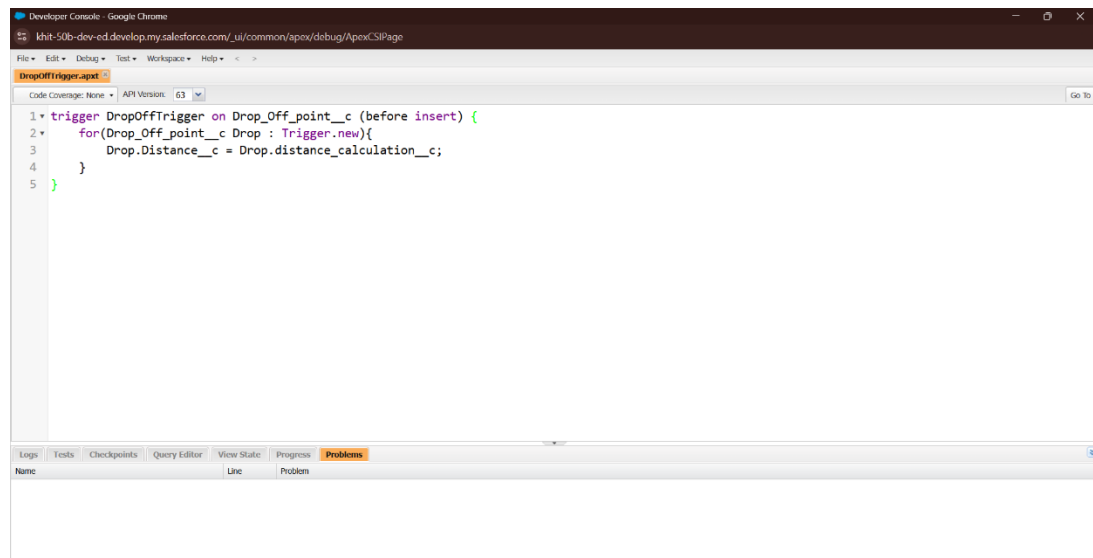 Developer Console - Google Chrome
khit-50b-dev-ed.develop.my.salesforce.com/_ui/common/apex/debug/ApexCSIPage
File Edit Debug Test Workspace Help < >
DropOffTrigger.apxt
Code Coverage: None API Version: 63 Go To
1 trigger DropOffTrigger on Drop_Off_point__c (before insert) {
2 for(Drop_Off_point__c Drop : Trigger.new){
3 Drop.Distance__c = Drop.distance_calculation__c;
4 }
5 }
Logs Tests Checkpoints Query Editor View State Progress Problems
Name Line Problem